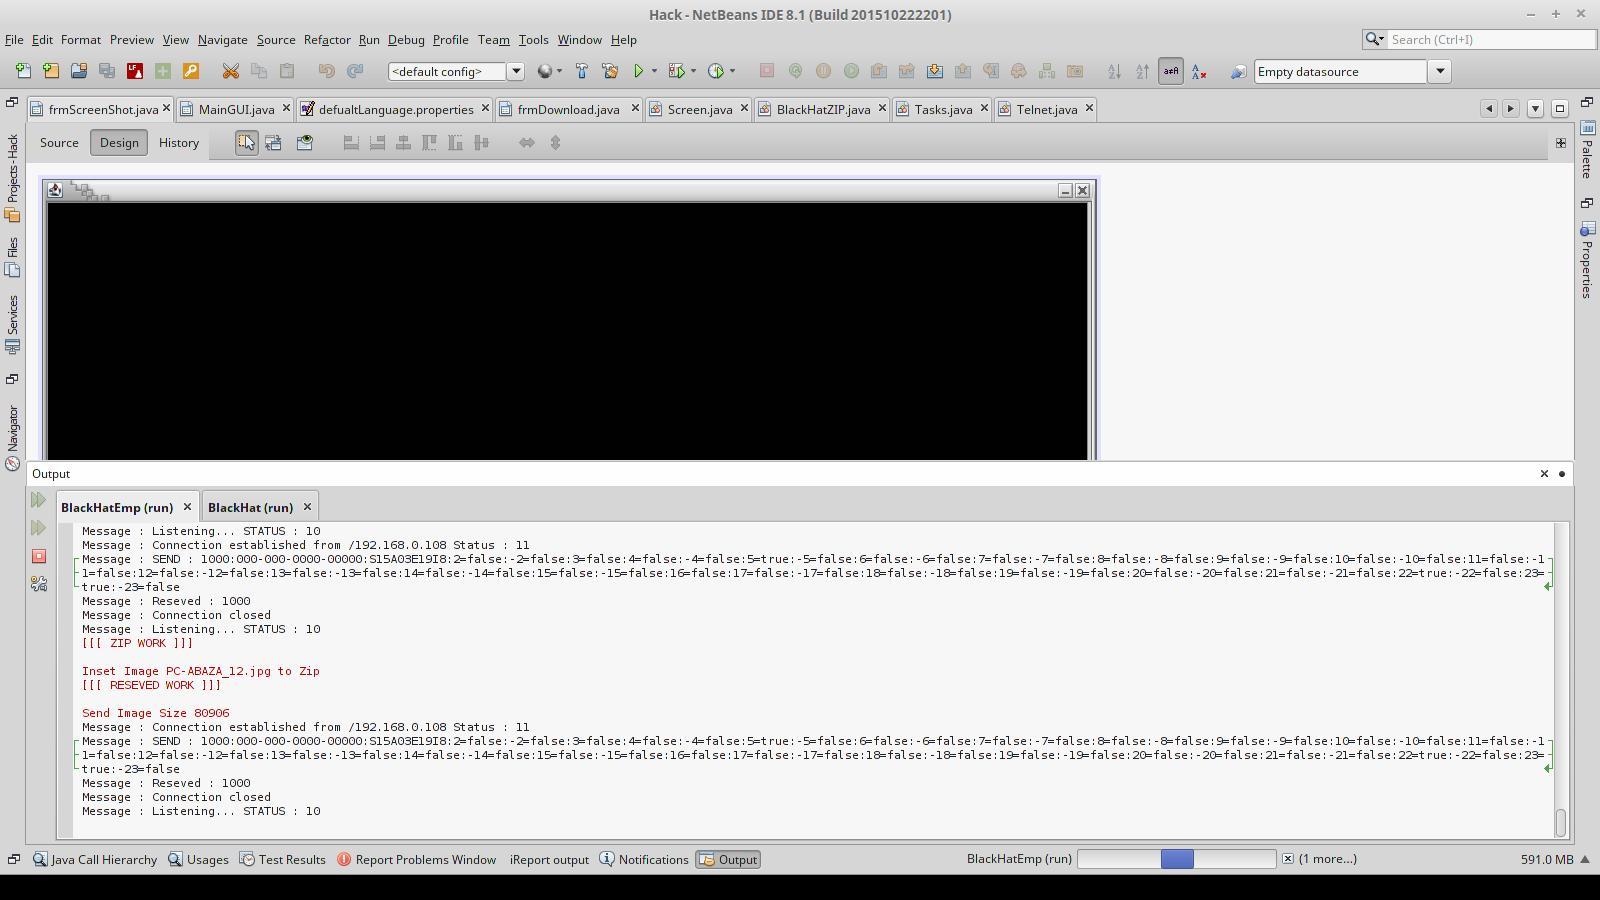 Hack - NetBeans IDE 8.1 (Build 201510222201)
File Edit Format Preview View Navigate Source Refactor Run Debug Profile Team Tools Window Help
Search (Ctrl+I)
<default config>
Empty datasource
frmScreenShot.java MainGUI.java defualtLanguage.properties frmDownload.java Screen.java BlackHatZIP.java Tasks.java Telnet.java
Source Design History
Projects - Hack
Files
Services
Navigator
Palette
Properties
Output
BlackHatEmp (run) BlackHat (run)
Message : Listening... STATUS : 10
Message : Connection established from /192.168.0.108 Status : 11
Message : SEND : 1000:000-000-0000-00000:S15A03E19I8:2=false:-2=false:3=false:4=false:-4=false:5=true:-5=false:6=false:-6=false:7=false:-7=false:8=false:-8=false:9=false:-9=false:10=false:-10=false:11=false:-1
1=false:12=false:-12=false:13=false:-13=false:14=false:-14=false:15=false:-15=false:16=false:17=false:-17=false:18=false:-18=false:19=false:-19=false:20=false:-20=false:21=false:-21=false:22=true:-22=false:23=
true:-23=false
Message : Reseved : 1000
Message : Connection closed
Message : Listening... STATUS : 10
[[[ ZIP WORK ]]]
Inset Image PC-ABAZA_12.jpg to Zip
[[[ RESEVED WORK ]]]
Send Image Size 80906
Message : Connection established from /192.168.0.108 Status : 11
Message : SEND : 1000:000-000-0000-00000:S15A03E19I8:2=false:-2=false:3=false:4=false:-4=false:5=true:-5=false:6=false:-6=false:7=false:-7=false:8=false:-8=false:9=false:-9=false:10=false:-10=false:11=false:-1
1=false:12=false:-12=false:13=false:-13=false:14=false:-14=false:15=false:-15=false:16=false:17=false:-17=false:18=false:-18=false:19=false:-19=false:20=false:-20=false:21=false:-21=false:22=true:-22=false:23=
true:-23=false
Message : Reseved : 1000
Message : Connection closed
Message : Listening... STATUS : 10
Java Call Hierarchy Usages Test Results Report Problems Window iReport output Notifications Output BlackHatEmp (run) (1 more...) 591.0 MB